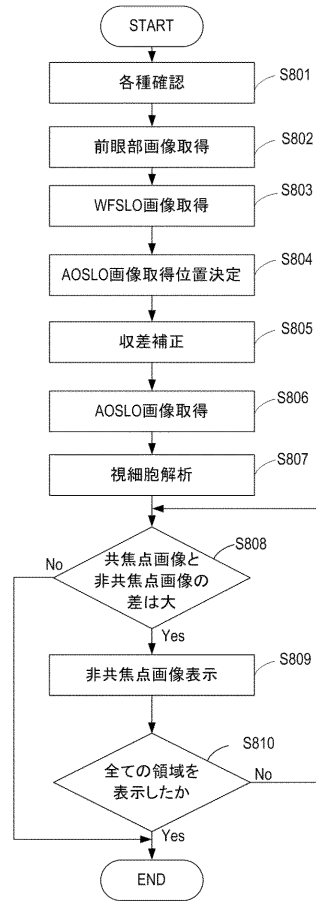 START
各種確認
S801
前眼部画像取得
S802
WFSLO画像取得
S803
AOSLO画像取得位置決定
S804
収差補正
S805
AOSLO画像取得
S806
視細胞解析
S807
共焦点画像と
非共焦点画像の
差は大
S808
No
Yes
非共焦点画像表示
S809
全ての領域を
表示したか
S810
No
Yes
END